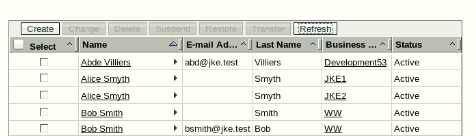 Create Change Delete Suspend Restore Transfer Refresh
Select Name E-mail Ad... Last Name Business ... Status
Abde Villiers abd@jke.test Villiers Development53 Active
Alice Smyth Smyth JKE1 Active
Alice Smyth Smyth JKE2 Active
Bob Smith Smith WW Active
Bob Smith bsmith@jke.test Bob WW Active